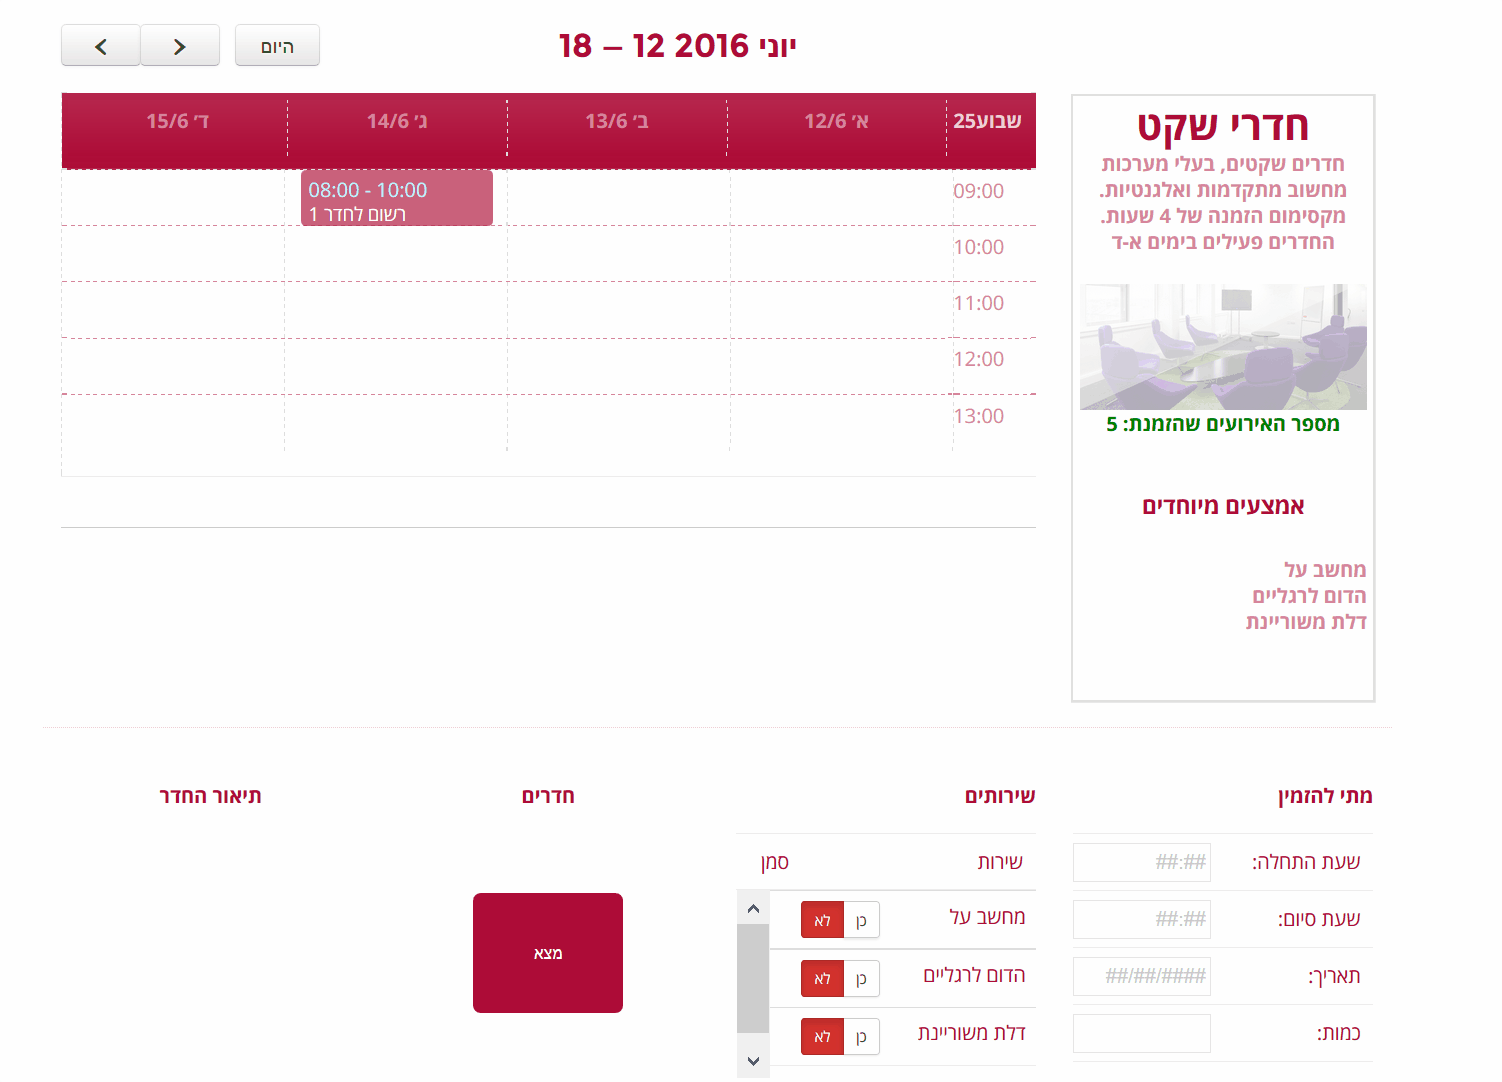 יוני 2016 12 – 18
היום
שבוע25
א׳ 12/6
ב׳ 13/6
ג׳ 14/6
ד׳ 15/6
09:00
10:00
11:00
12:00
13:00
08:00 - 10:00
רשום לחדר 1
חדרי שקט
חדרים שקטים, בעלי מערכות
מחשוב מתקדמות ואלגנטיות.
מקסימום הזמנה של 4 שעות.
החדרים פעילים בימים א-ד
מספר האירועים שהזמנת: 5
אמצעים מיוחדים
מחשב על
הדום לרגליים
דלת משוריינת
מתי להזמין
שעת התחלה: ##:##
שעת סיום: ##:##
תאריך: ##/##/####
כמות:
שירותים
שירות סמן
מחשב על כן לא
הדום לרגליים כן לא
דלת משוריינת כן לא
חדרים
מצא
תיאור החדר